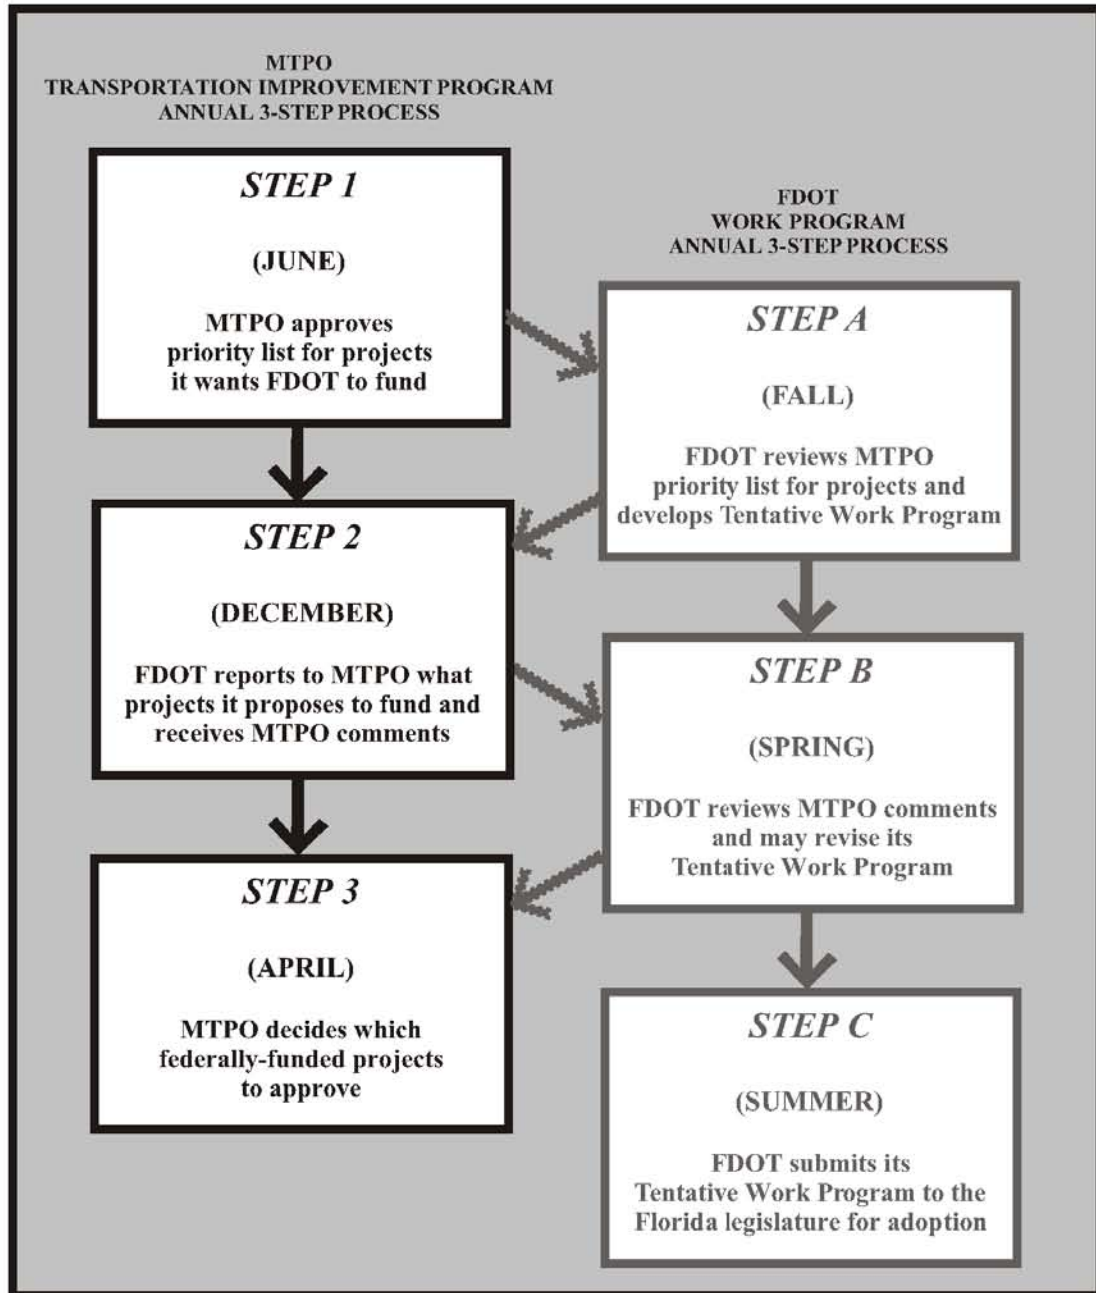 MTPO
TRANSPORTATION IMPROVEMENT PROGRAM
ANNUAL 3-STEP PROCESS
STEP 1
(JUNE)
MTPO approves
priority list for projects
it wants FDOT to fund
STEP 2
(DECEMBER)
FDOT reports to MTPO what
projects it proposes to fund and
receives MTPO comments
STEP 3
(APRIL)
MTPO decides which
federally-funded projects
to approve
FDOT
WORK PROGRAM
ANNUAL 3-STEP PROCESS
STEP A
(FALL)
FDOT reviews MTPO
priority list for projects and
develops Tentative Work Program
STEP B
(SPRING)
FDOT reviews MTPO comments
and may revise its
Tentative Work Program
STEP C
(SUMMER)
FDOT submits its
Tentative Work Program to the
Florida legislature for adoption